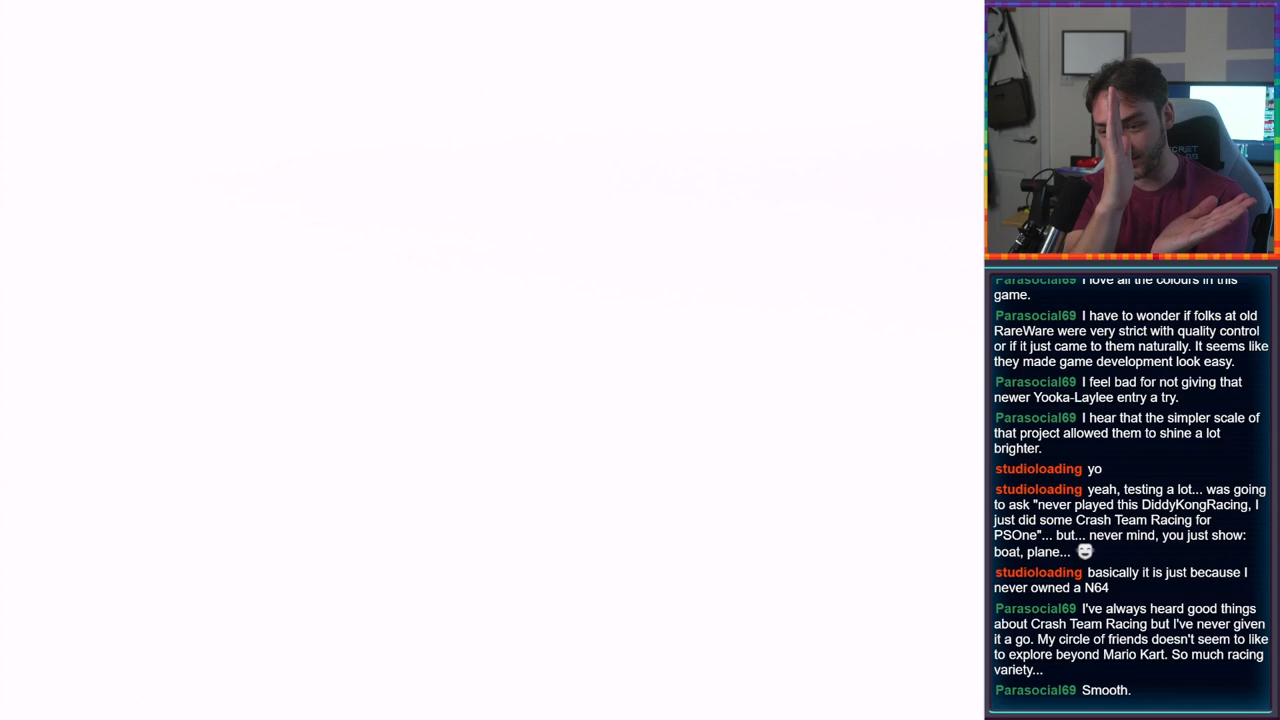 Parasocial69 I love all the colours in this
game.
Parasocial69 I have to wonder if folks at old
RareWare were very strict with quality control
or if it just came to them naturally. It seems like
they made game development look easy.
Parasocial69 I feel bad for not giving that
newer Yooka-Laylee entry a try.
Parasocial69 I hear that the simpler scale of
that project allowed them to shine a lot
brighter.
studioloading yo
studioloading yeah, testing a lot... was going
to ask "never played this DiddyKongRacing, I
just did some Crash Team Racing for
PSOne"... but... never mind, you just show:
boat, plane...
studioloading basically it is just because I
never owned a N64
Parasocial69 I've always heard good things
about Crash Team Racing but I've never given
it a go. My circle of friends doesn't seem to like
to explore beyond Mario Kart. So much racing
variety...
Parasocial69 Smooth.